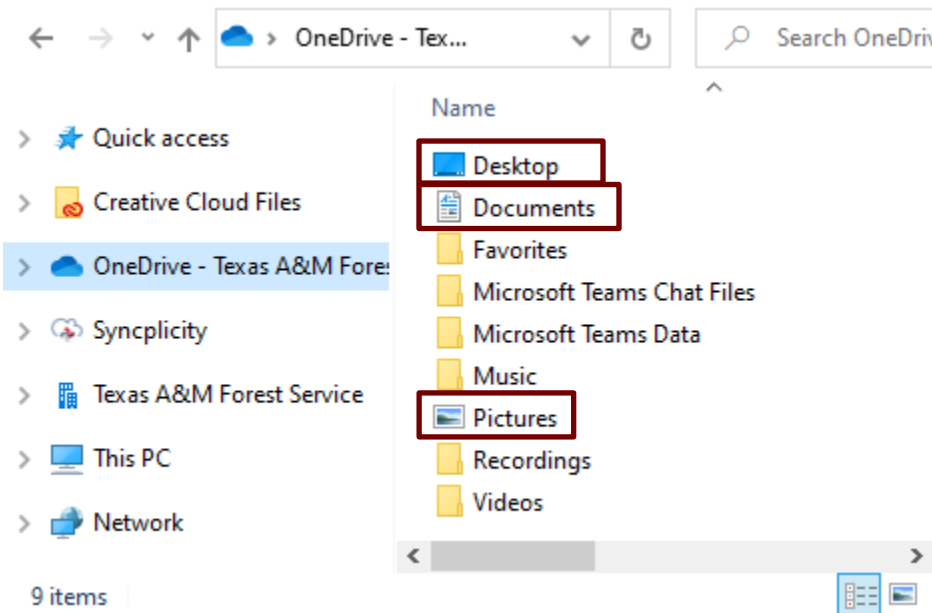 OneDrive - Tex...
Search OneDriv
Name
Quick access
Creative Cloud Files
OneDrive - Texas A&M Fores
Syncplicity
Texas A&M Forest Service
This PC
Network
Desktop
Documents
Favorites
Microsoft Teams Chat Files
Microsoft Teams Data
Music
Pictures
Recordings
Videos
9 items